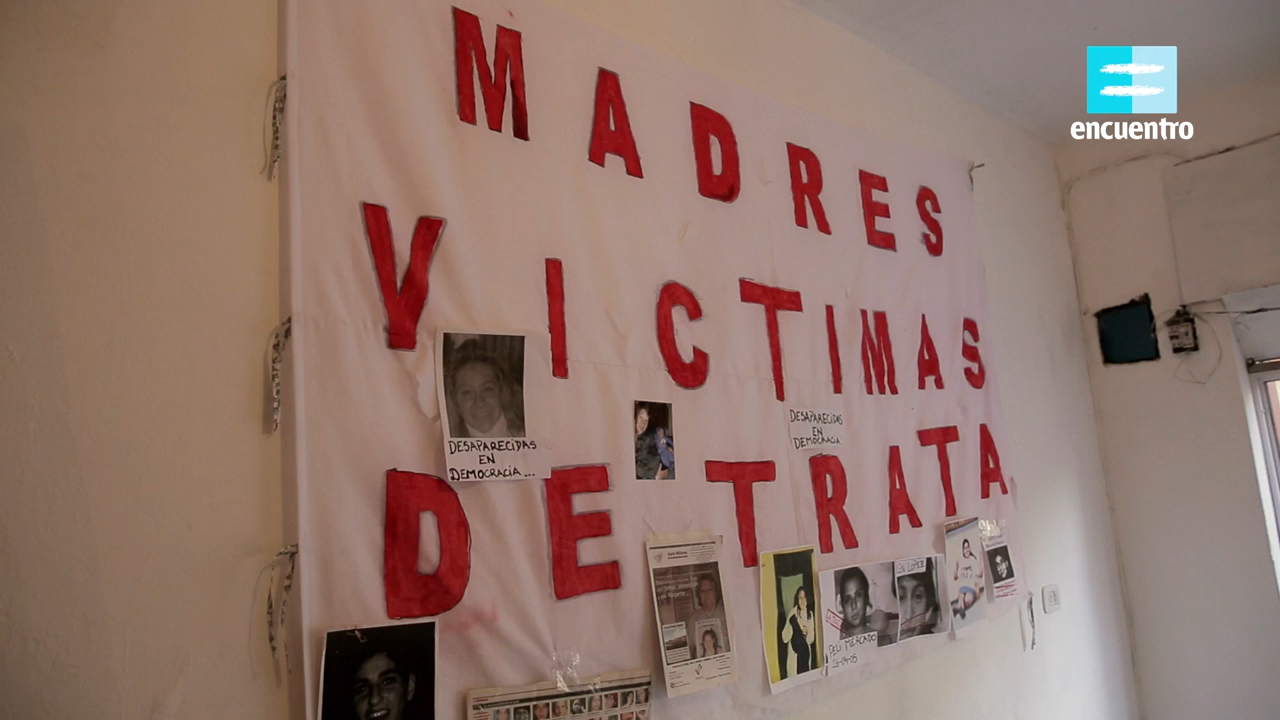 encuentro
MADRES
VICTIMAS
DE TRATA
DESAPARECIDAS
EN
DEMOCRACIA...
DESAPARECIDAS
EN
DEMOCRACIA